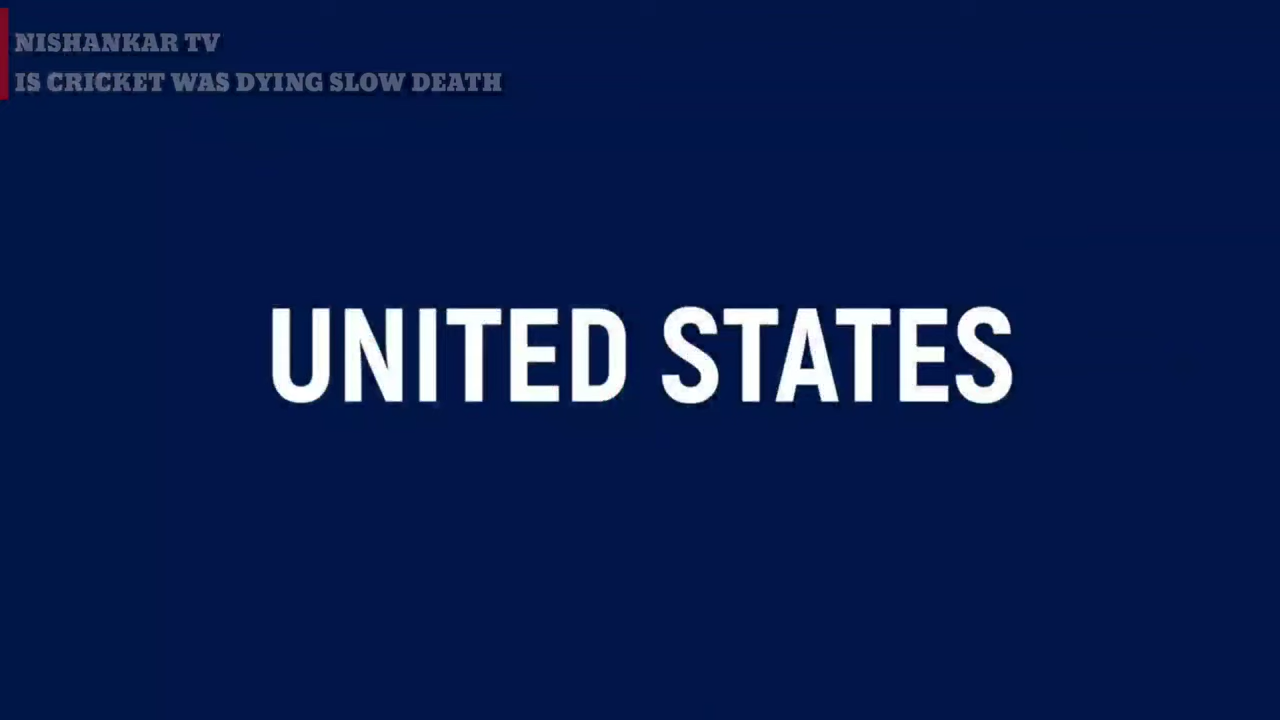 NISHANKAR TV
IS CRICKET WAS DYING SLOW DEATH
UNITED STATES